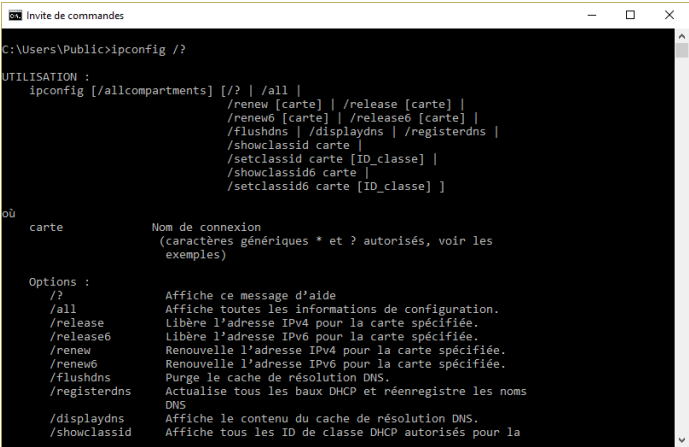 Invite de commandes
C:\Users\Public>ipconfig /?
UTILISATION :
    ipconfig [/allcompartments] [/? | /all |
                                 /renew [carte] | /release [carte] |
                                 /renew6 [carte] | /release6 [carte] |
                                 /flushdns | /displaydns | /registerdns |
                                 /showclassid carte |
                                 /setclassid carte [ID_classe] |
                                 /showclassid6 carte |
                                 /setclassid6 carte [ID_classe] ]
où
    carte             Nom de connexion
                       (caractères génériques * et ? autorisés, voir les
                        exemples)
    Options :
       /?               Affiche ce message d’aide
       /all             Affiche toutes les informations de configuration.
       /release         Libère l’adresse IPv4 pour la carte spécifiée.
       /release6        Libère l’adresse IPv6 pour la carte spécifiée.
       /renew           Renouvelle l’adresse IPv4 pour la carte spécifiée.
       /renew6          Renouvelle l’adresse IPv6 pour la carte spécifiée.
       /flushdns        Purge le cache de résolution DNS.
       /registerdns     Actualise tous les baux DHCP et réenregistre les noms
                        DNS
       /displaydns      Affiche le contenu du cache de résolution DNS.
       /showclassid     Affiche tous les ID de classe DHCP autorisés pour la